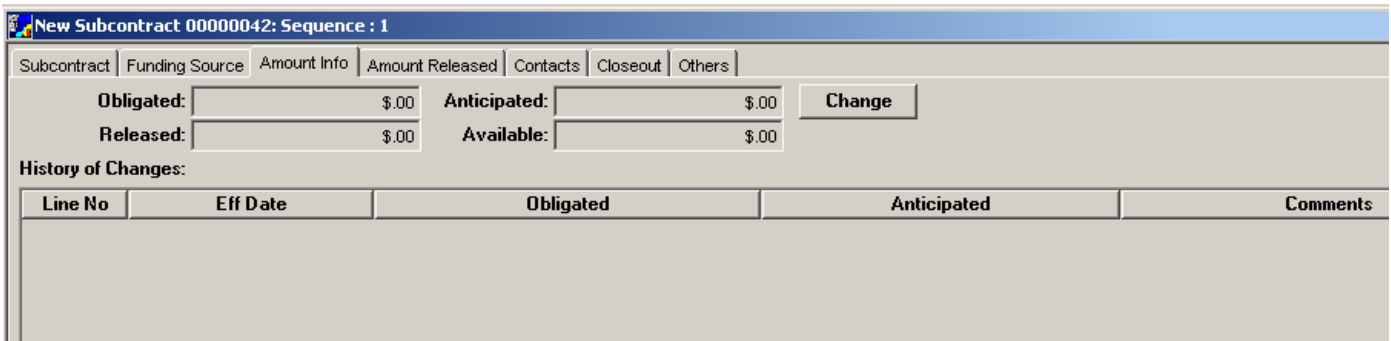 New Subcontract 00000042: Sequence : 1
Subcontract Funding Source Amount Info Amount Released Contacts Closeout Others
Obligated: $.00 Anticipated: $.00 Change
Released: $.00 Available: $.00
History of Changes:
Line No Eff Date Obligated Anticipated Comments